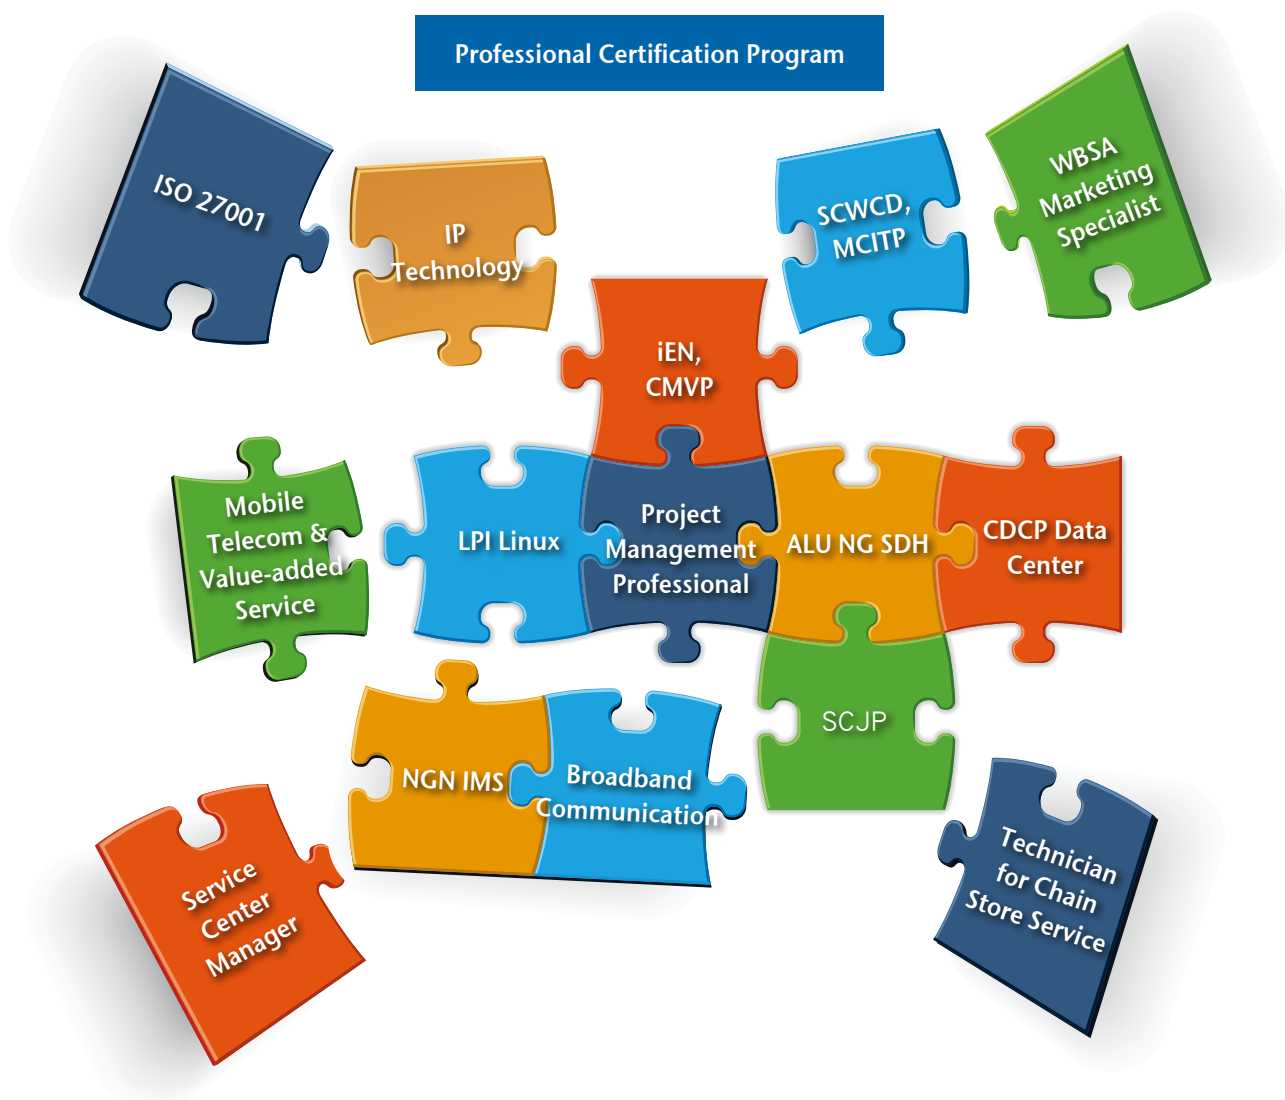 Professional Certification Program
ISO 27001
IP
Technology
SCWCD,
MCITP
WBSA
Marketing
Specialist
iEN,
CMVP
Mobile
Telecom &
Value-added
Service
LPI Linux
Project
Management
Professional
ALU NG SDH
CDCP Data
Center
NGN IMS
Broadband
Communication
SCJP
Service
Center
Manager
Technician
for Chain
Store Service